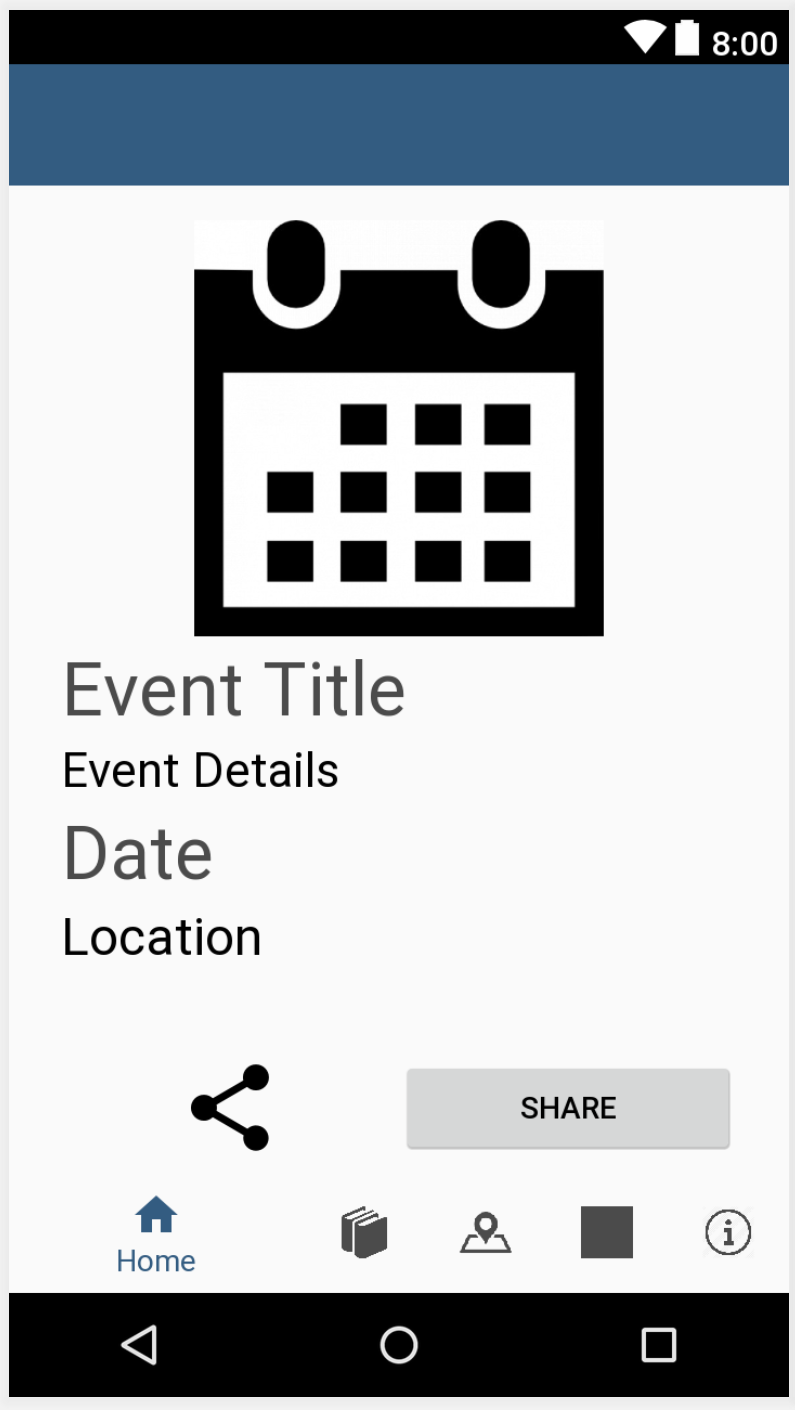 8:00
Event Title
Event Details
Date
Location
SHARE
Home